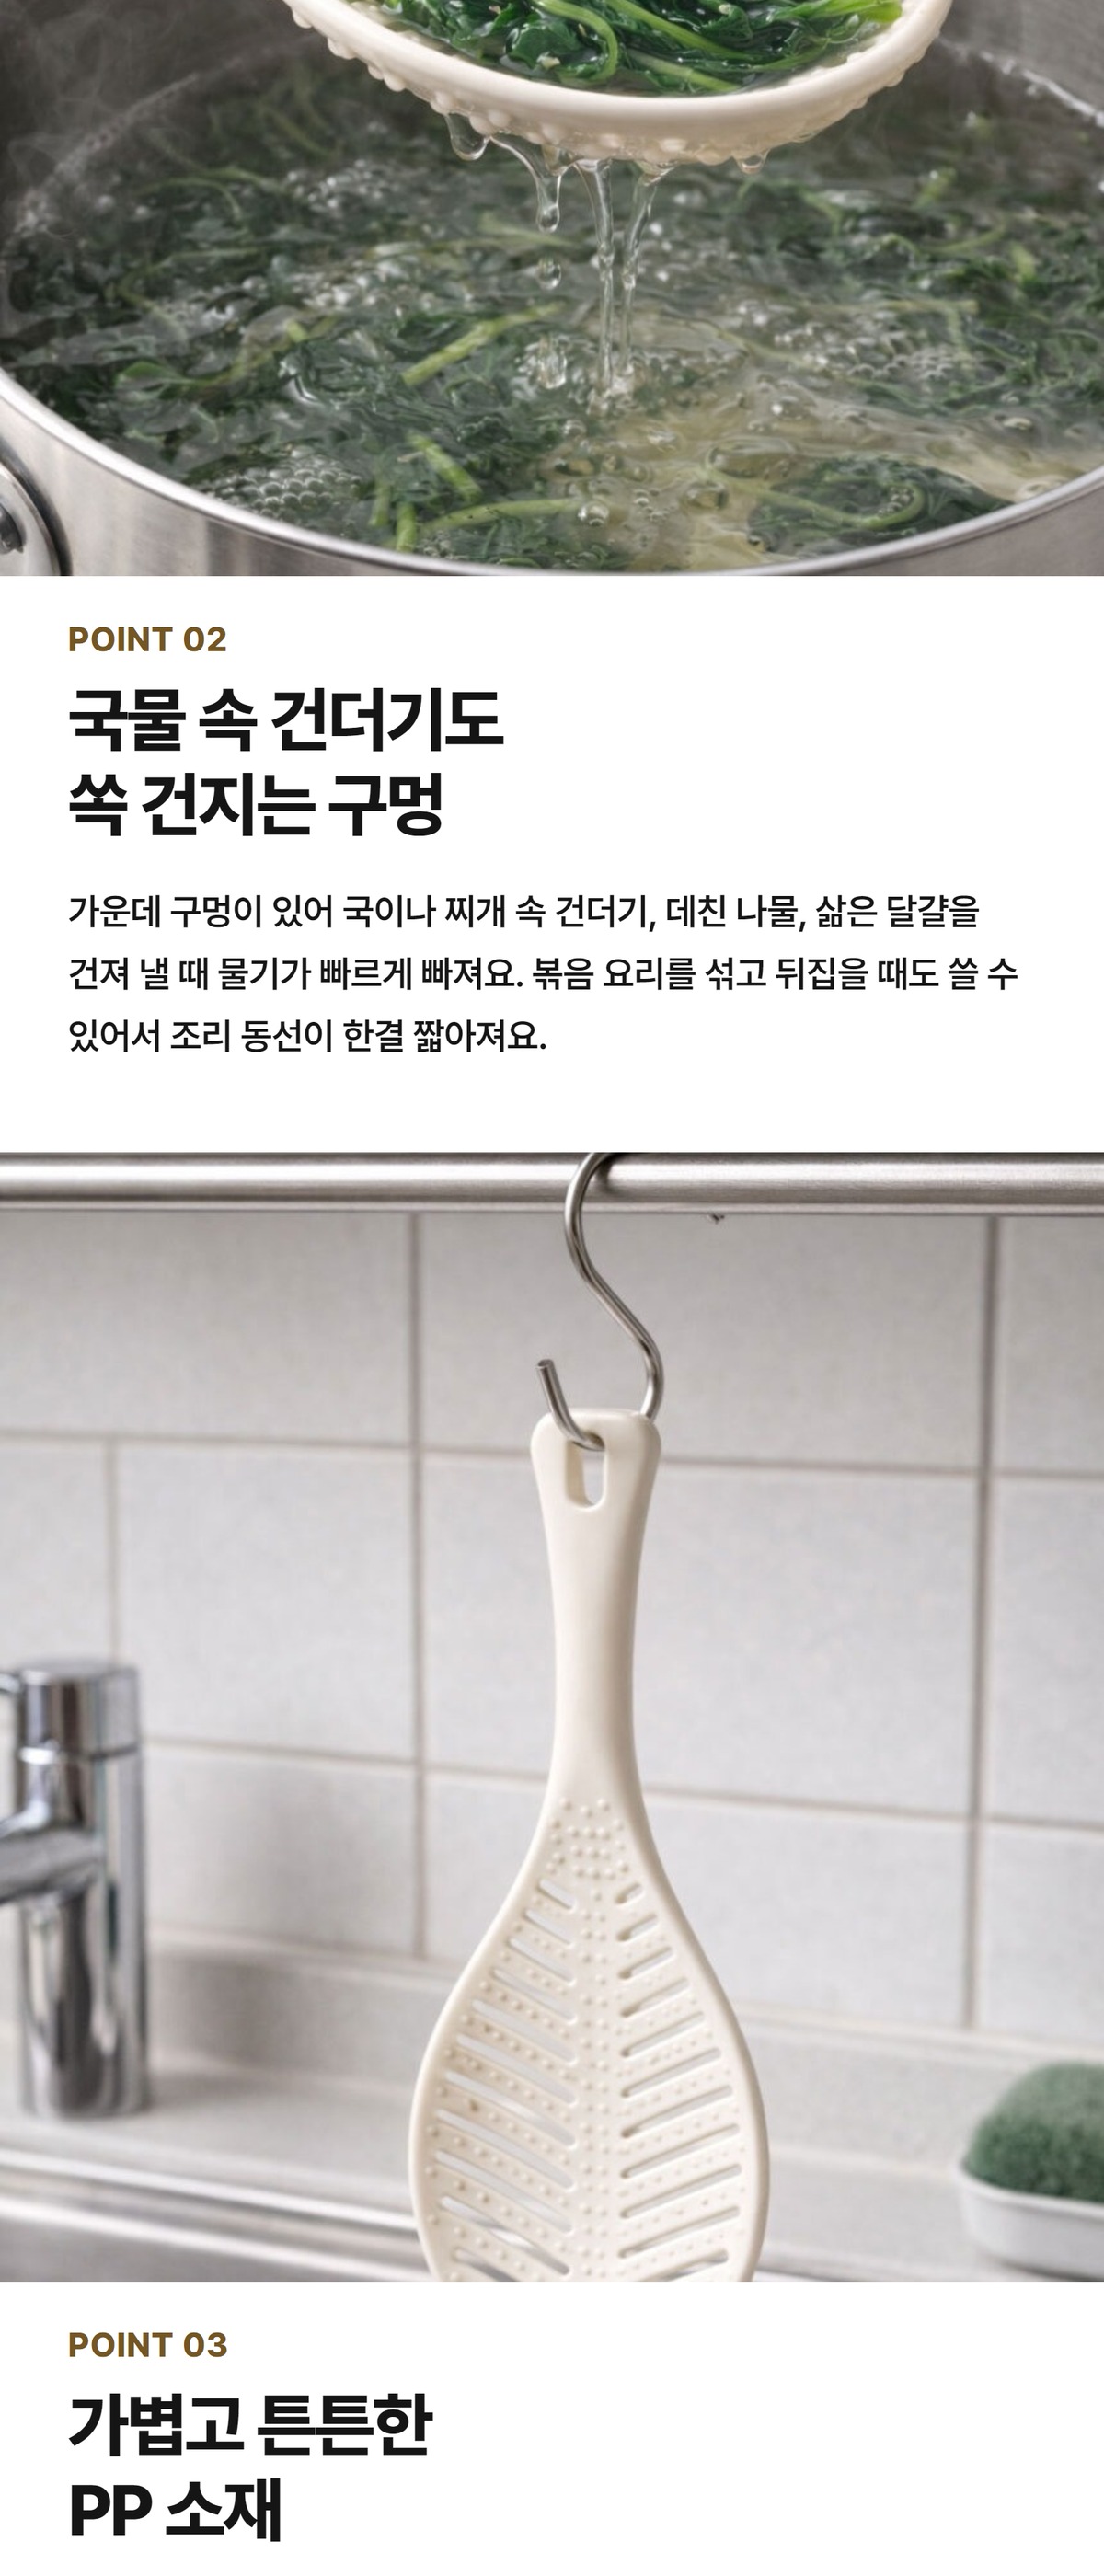 POINT 02
국물 속 건더기도
쏙 건지는 구멍
가운데 구멍이 있어 국이나 찌개 속 건더기, 데친 나물, 삶은 달걀을
건져 낼 때 물기가 빠르게 빠져요. 볶음 요리를 섞고 뒤집을 때도 쓸 수
있어서 조리 동선이 한결 짧아져요.
POINT 03
가볍고 튼튼한
PP 소재